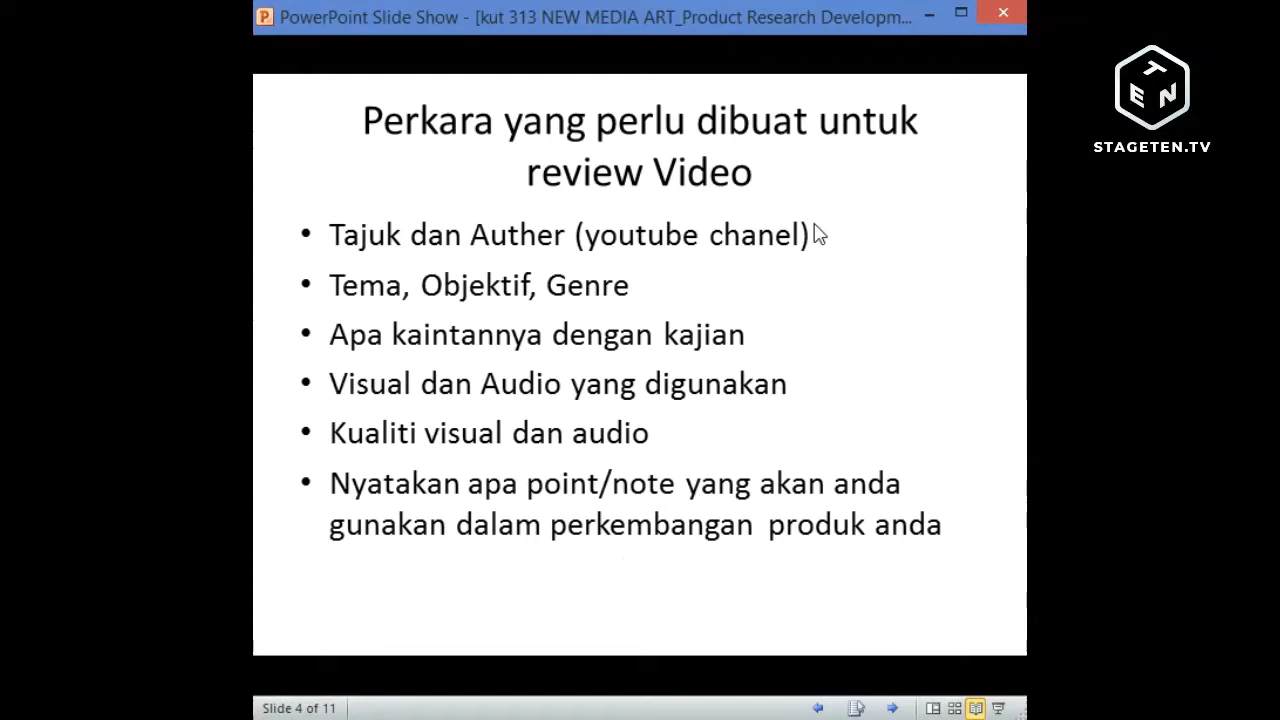 PowerPoint Slide Show - [kut 313 NEW MEDIA ART_Product Research Developm...
T
E N
STAGETEN.TV
Perkara yang perlu dibuat untuk
review Video
• Tajuk dan Auther (youtube chanel)
• Tema, Objektif, Genre
• Apa kaintannya dengan kajian
• Visual dan Audio yang digunakan
• Kualiti visual dan audio
• Nyatakan apa point/note yang akan anda
gunakan dalam perkembangan produk anda
Slide 4 of 11